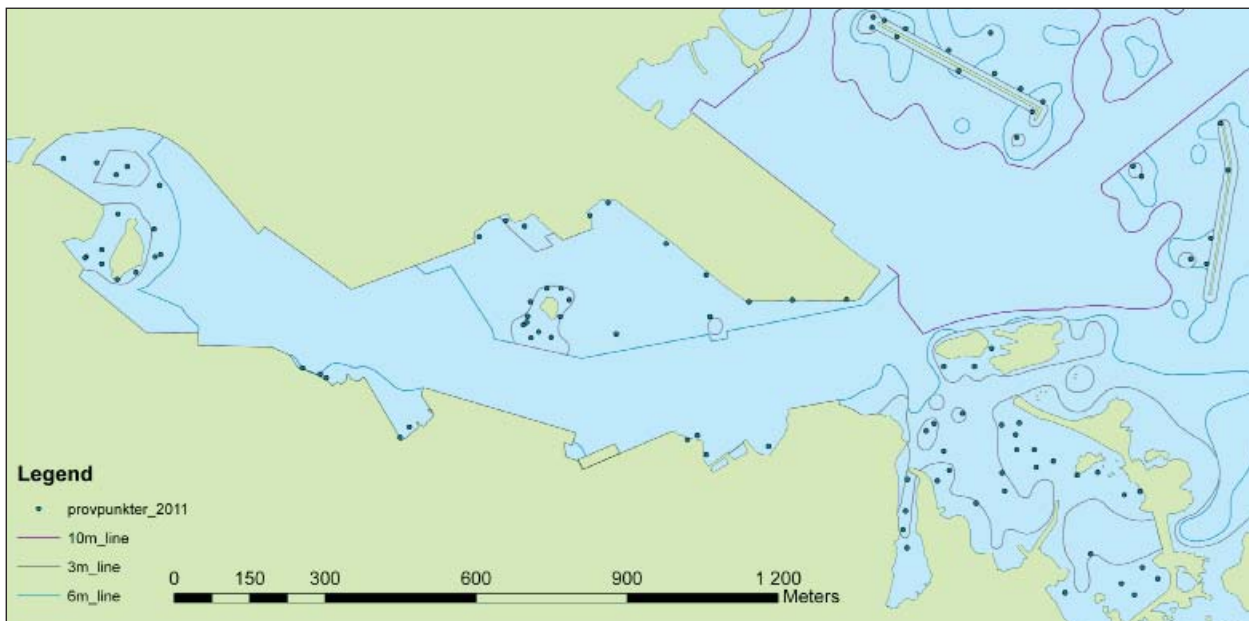 Legend
provpunkter_2011
10m_line
3m_line
6m_line
0 150 300 600 900 1 200
Meters